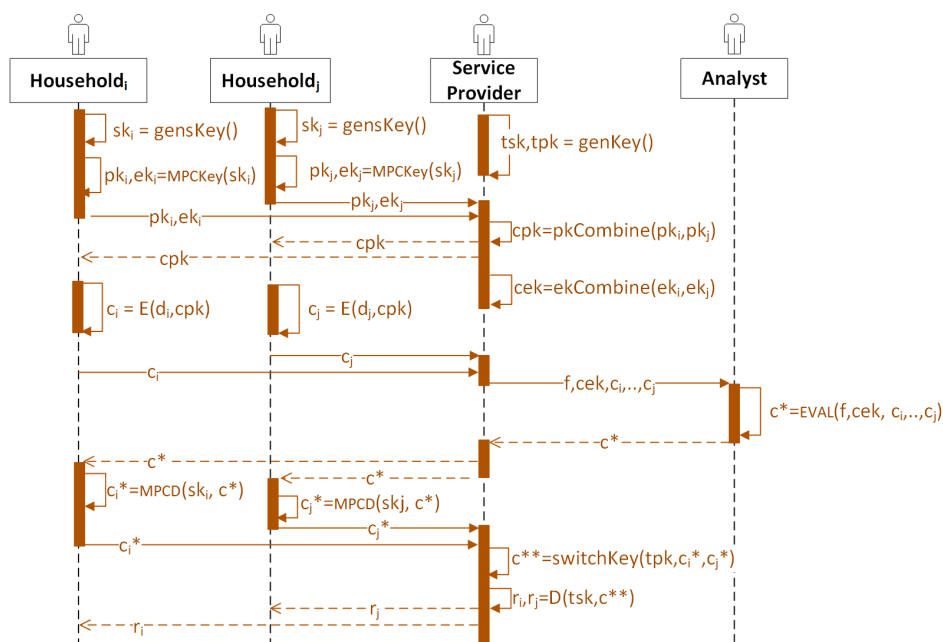 Householdᵢ
Householdⱼ
Service
Provider
Analyst
skᵢ = gensKey()
skⱼ = gensKey()
tsk,tpk = genKey()
pkᵢ,ekᵢ=MPCKey(skᵢ)
pkⱼ,ekⱼ=MPCKey(skⱼ)
pkⱼ,ekⱼ
pkᵢ,ekᵢ
cpk=pkCombine(pkᵢ,pkⱼ)
cpk
cpk
cek=ekCombine(ekᵢ,ekⱼ)
cᵢ = E(dᵢ,cpk)
cⱼ = E(dⱼ,cpk)
cⱼ
cᵢ
f,cek,cᵢ,..,cⱼ
c*=EVAL(f,cek, cᵢ,..,cⱼ)
c*
c*
c*
cᵢ*=MPCD(skᵢ, c*)
cⱼ*=MPCD(skj, c*)
cⱼ*
cᵢ*
c**=switchKey(tpk,cᵢ*,cⱼ*)
rᵢ,rⱼ=D(tsk,c**)
rⱼ
rᵢ